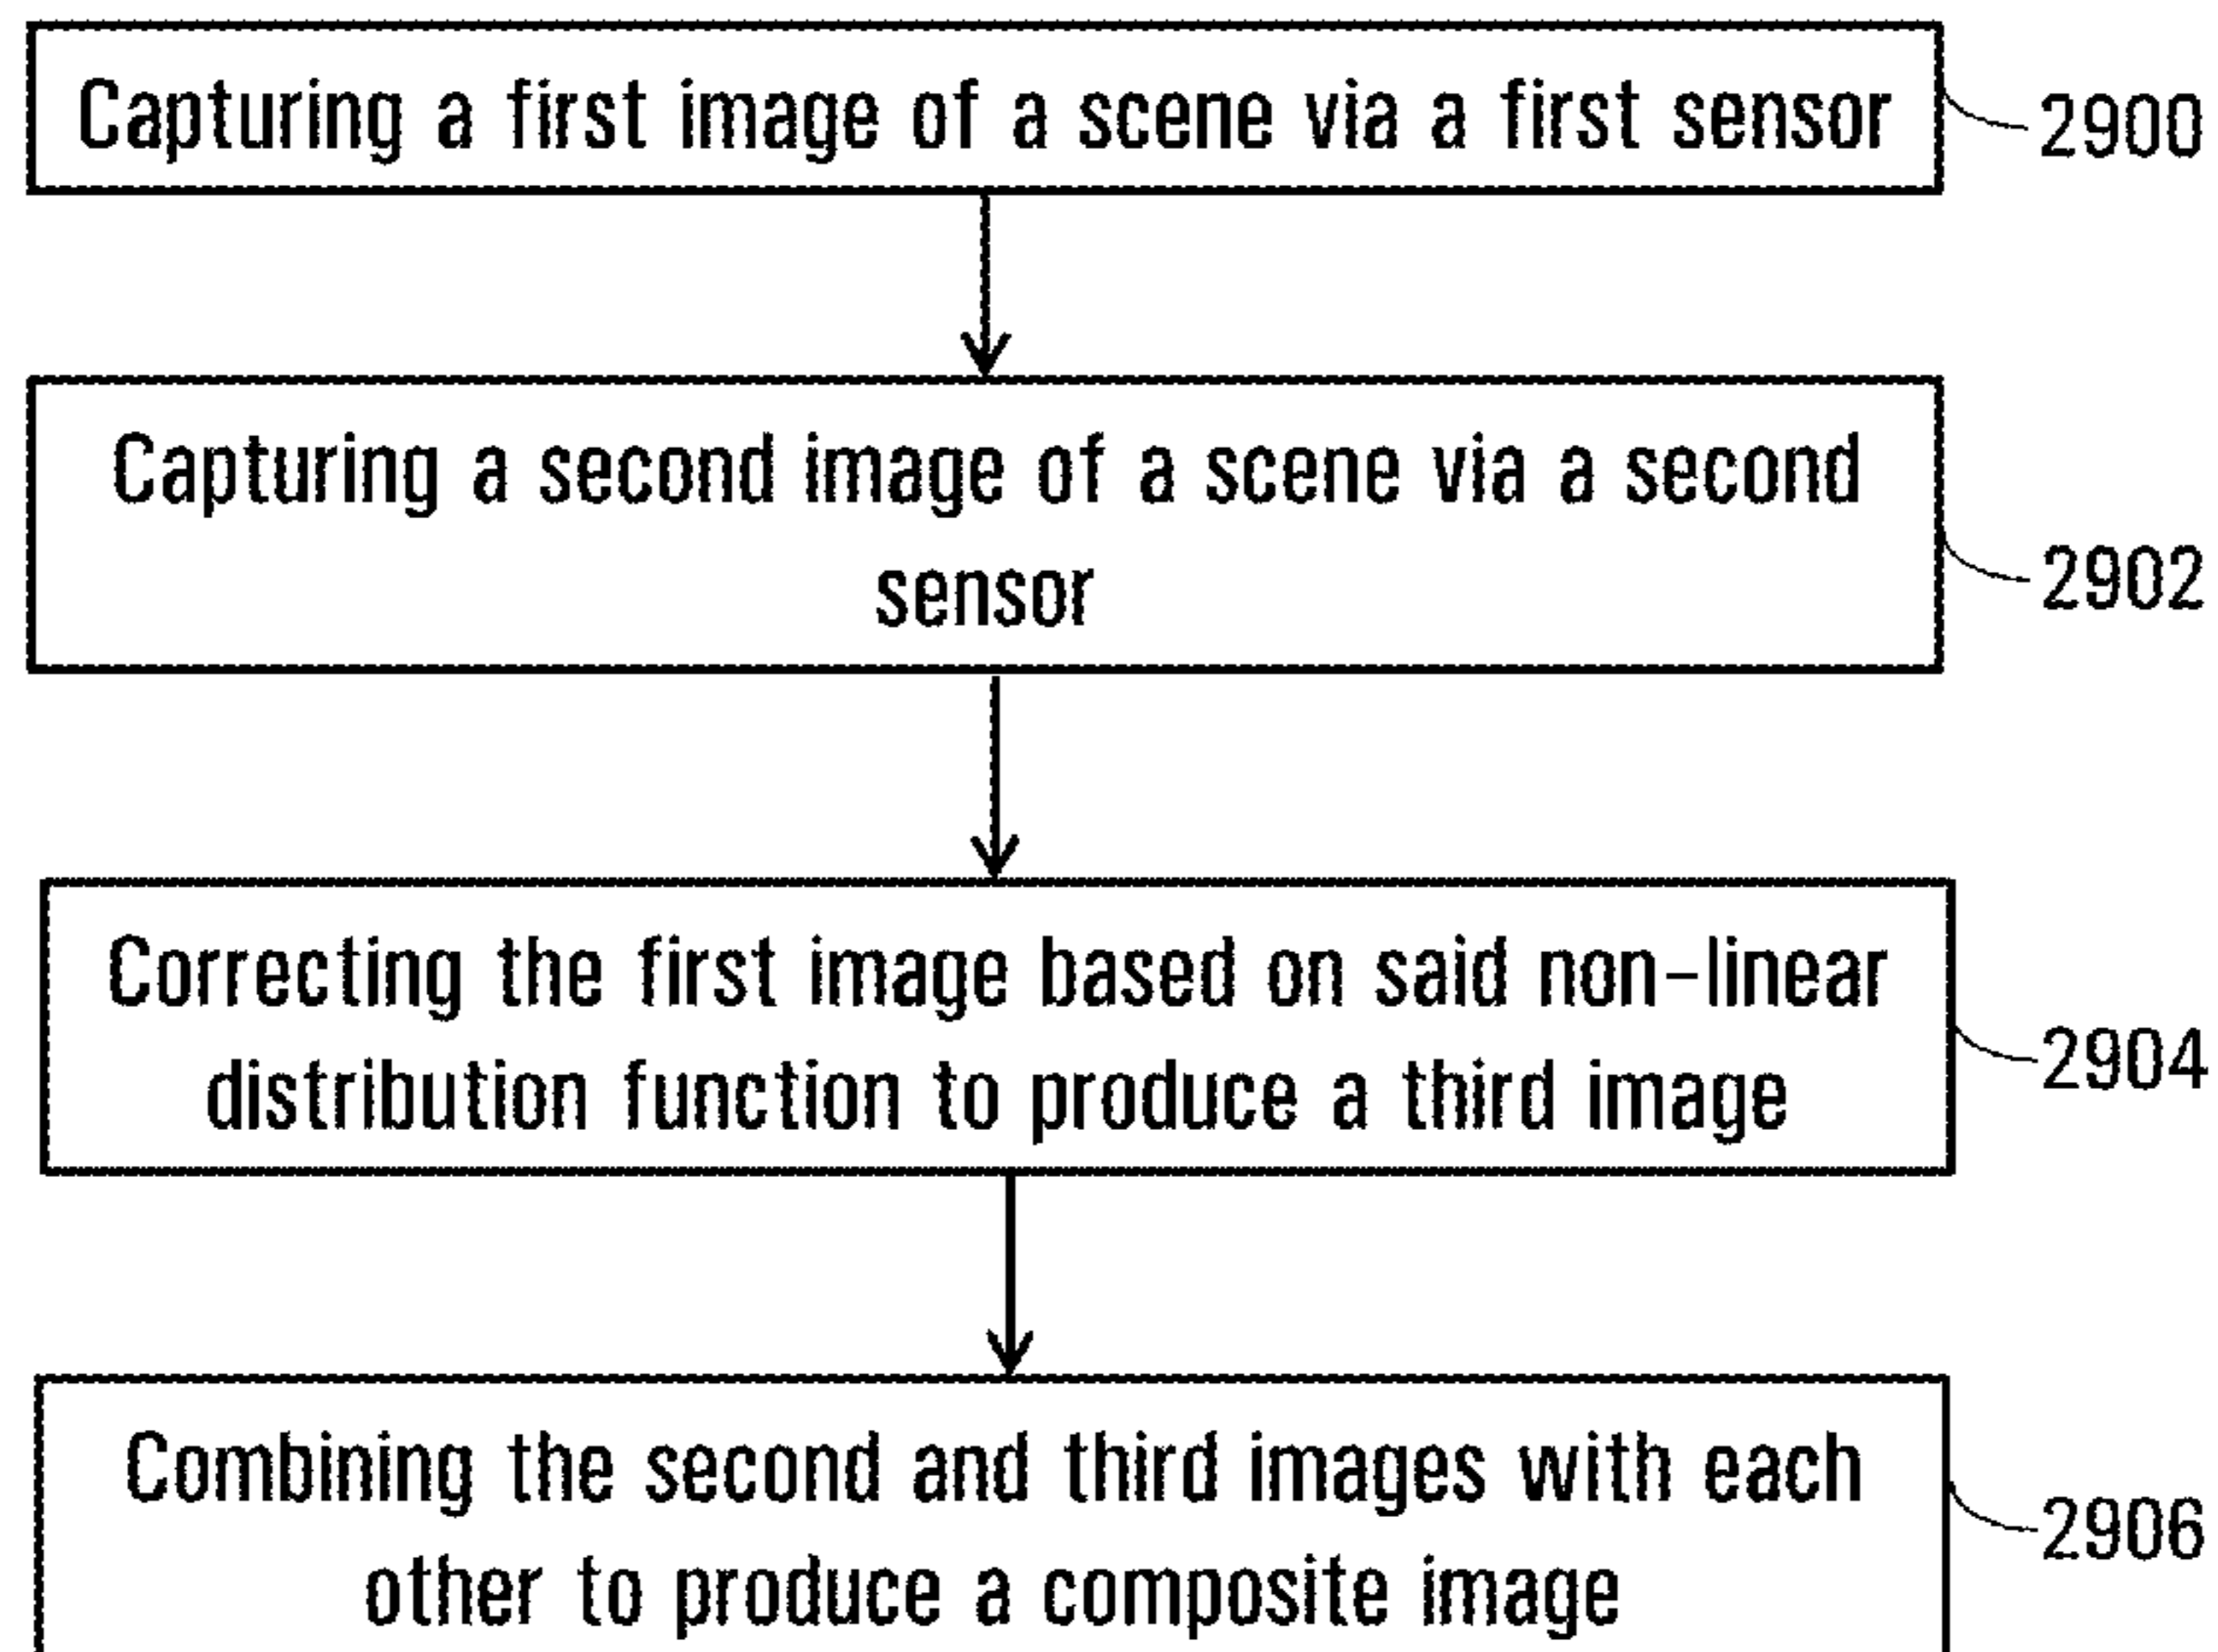 Capturing a first image of a scene via a first sensor
2900
Capturing a second image of a scene via a second
sensor
2902
Correcting the first image based on said non-linear
distribution function to produce a third image
2904
Combining the second and third images with each
other to produce a composite image
2906